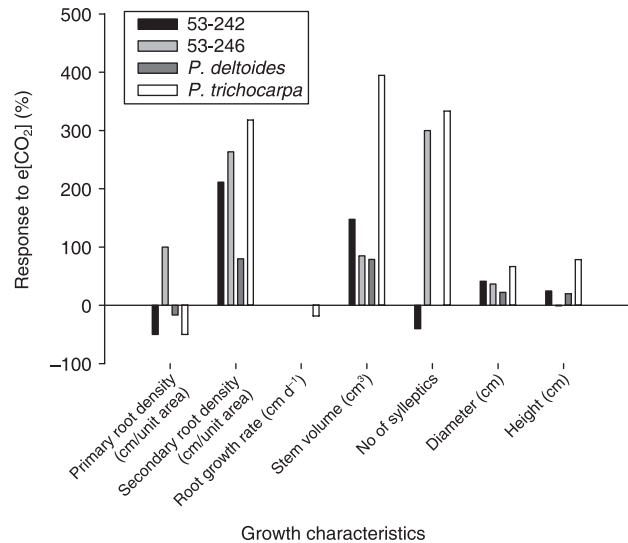 500
400
300
200
100
0
−100
Response to e[CO₂] (%)
53-242
53-246
P. deltoides
P. trichocarpa
Primary root density
(cm/unit area)
Secondary root density
(cm/unit area)
Root growth rate (cm d⁻¹)
Stem volume (cm³)
No of sylleptics
Diameter (cm)
Height (cm)
Growth characteristics